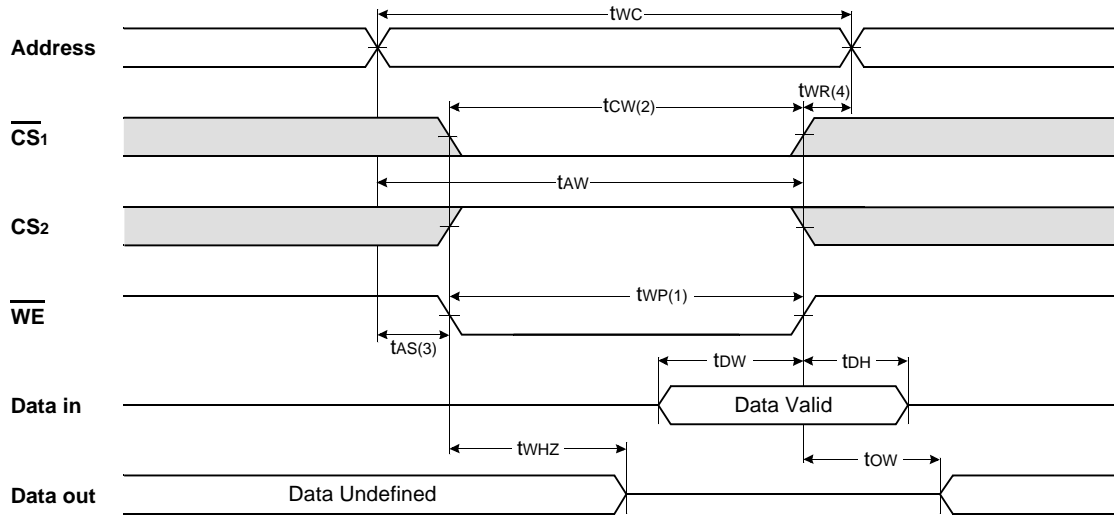 tWC
Address
tCW(2)
tWR(4)
CS1
tAW
CS2
tWP(1)
WE
tAS(3)
tDW
tDH
Data in
Data Valid
tWHZ
tOW
Data out
Data Undefined